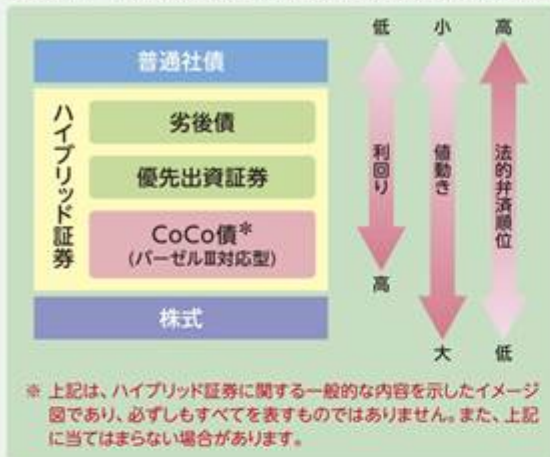 普通社債
ハイブリッド証券
劣後債
優先出資証券
CoCo債*
(バーゼルⅢ対応型)
株式
低
利回り
高
小
値動き
大
高
法的弁済順位
低
※ 上記は、ハイブリッド証券に関する一般的な内容を示したイメージ
図であり、必ずしもすべてを表すものではありません。また、上記
に当てはまらない場合があります。